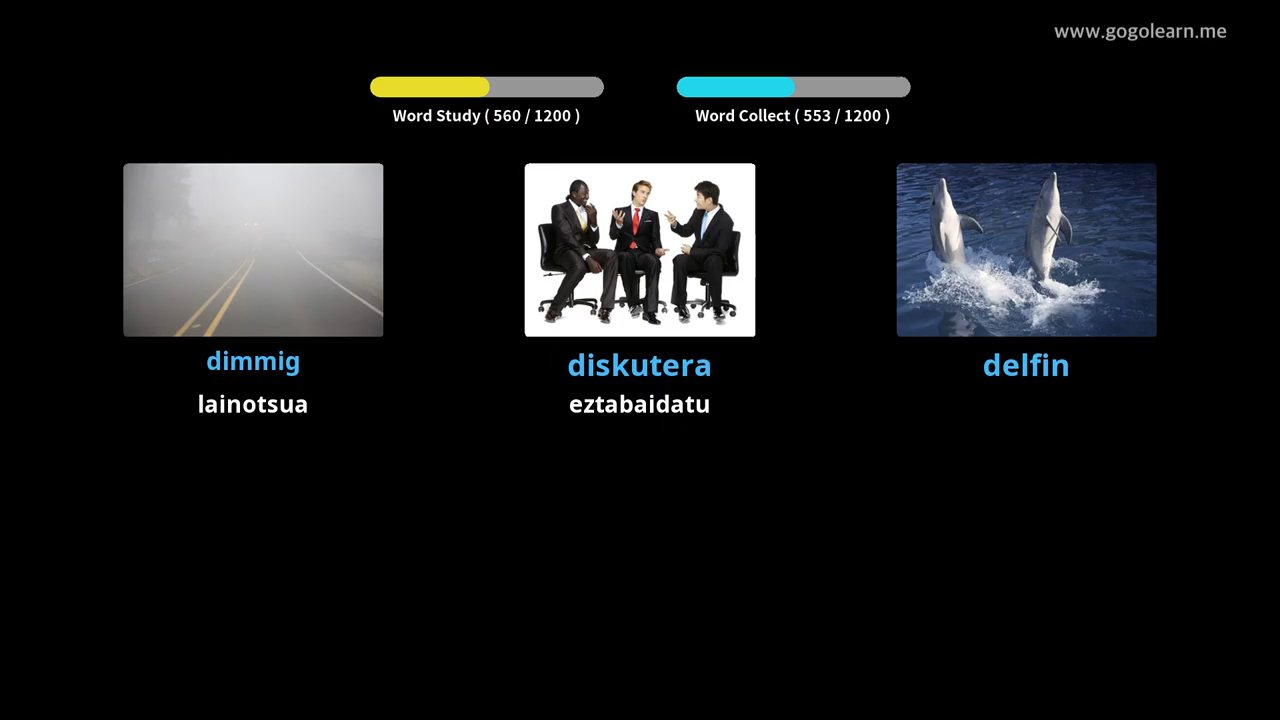 www.gogolearn.me
Word Study ( 560 / 1200 )
Word Collect ( 553 / 1200 )
dimmig
diskutera
delfin
lainotsua
eztabaidatu